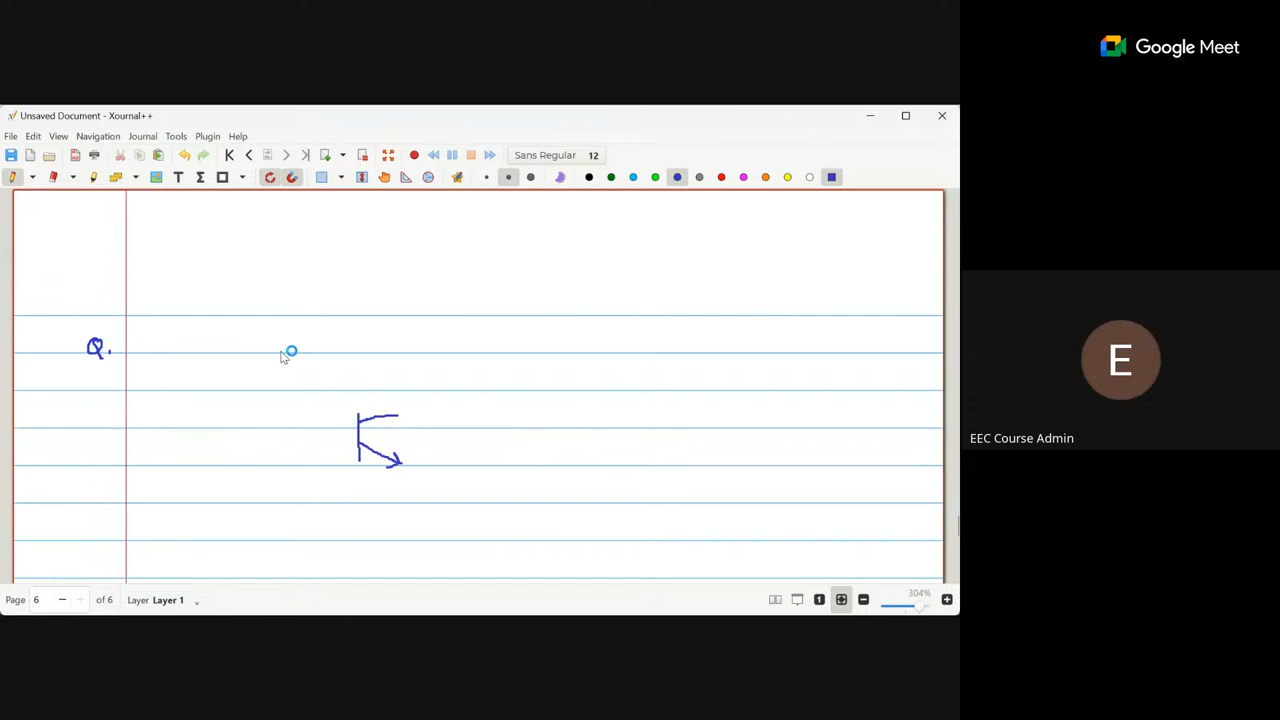 Google Meet
Unsaved Document - Xournal++
File Edit View Navigation Journal Tools Plugin Help
Sans Regular 12
Q.
E
EEC Course Admin
Page 6 of 6 Layer Layer 1
304%